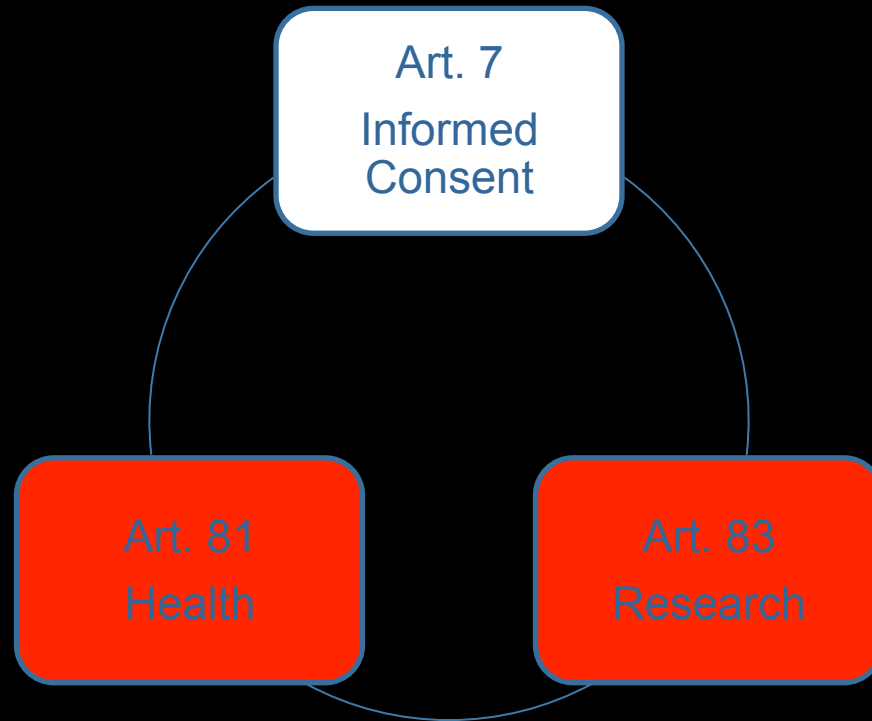 Art. 7
Informed
Consent
Art. 81
Health
Art. 83
Research